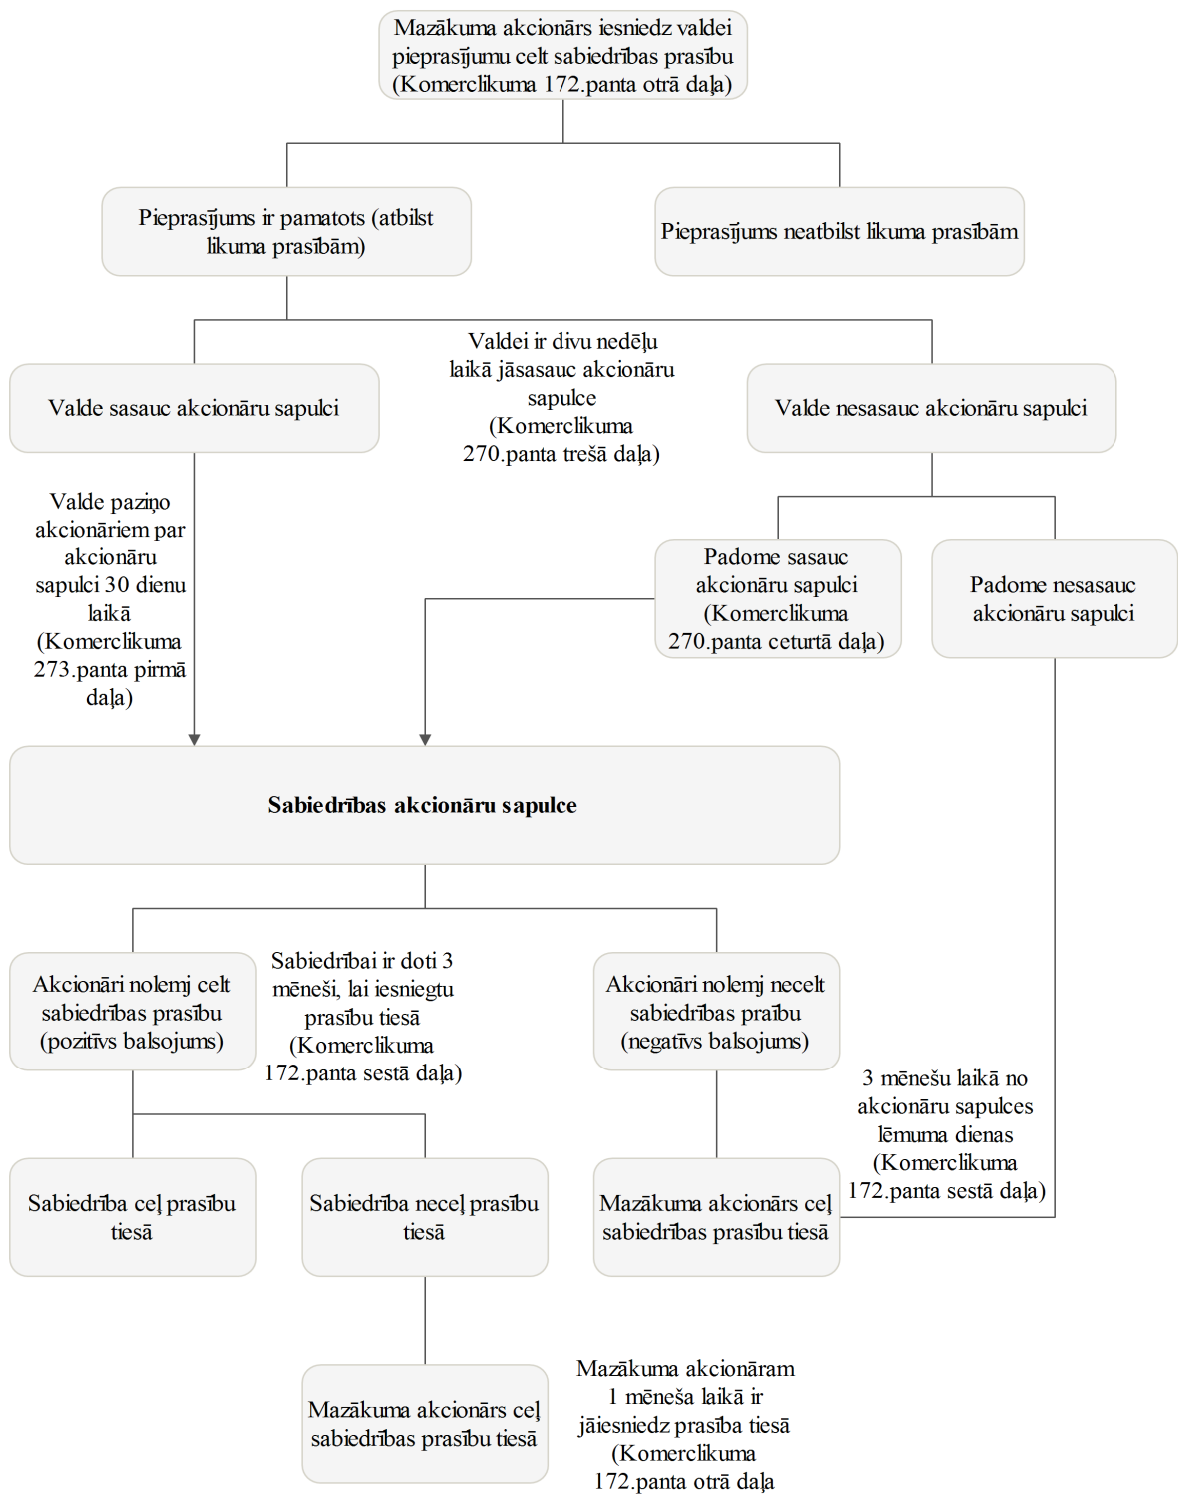 Mazākuma akcionārs iesniedz valdei
pieprasījumu celt sabiedrības prasību
(Komerclikuma 172.panta otrā daļa)
Pieprasījums ir pamatots (atbilst
likuma prasībām)
Pieprasījums neatbilst likuma prasībām
Valdei ir divu nedēļu
laikā jāsasauc akcionāru
sapulce
(Komerclikuma
270.panta trešā daļa)
Valde sasauc akcionāru sapulci
Valde nesasauc akcionāru sapulci
Valde paziņo
akcionāriem par
akcionāru
sapulci 30 dienu
laikā
(Komerclikuma
273.panta pirmā
daļa)
Padome sasauc
akcionāru sapulci
(Komerclikuma
270.panta ceturtā daļa)
Padome nesasauc
akcionāru sapulci
Sabiedrības akcionāru sapulce
Akcionāri nolemj celt
sabiedrības prasību
(pozitīvs balsojums)
Sabiedrībai ir doti 3
mēneši, lai iesniegtu
prasību tiesā
(Komerclikuma
172.panta sestā daļa)
Akcionāri nolemj necelt
sabiedrības praību
(negatīvs balsojums)
3 mēnešu laikā no
akcionāru sapulces
lēmuma dienas
(Komerclikuma
172.panta sestā daļa)
Sabiedrība ceļ prasību
tiesā
Sabiedrība neceļ prasību
tiesā
Mazākuma akcionārs ceļ
sabiedrības prasību tiesā
Mazākuma akcionārs ceļ
sabiedrības prasību tiesā
Mazākuma akcionāram
1 mēneša laikā ir
jāiesniedz prasība tiesā
(Komerclikuma
172.panta otrā daļa